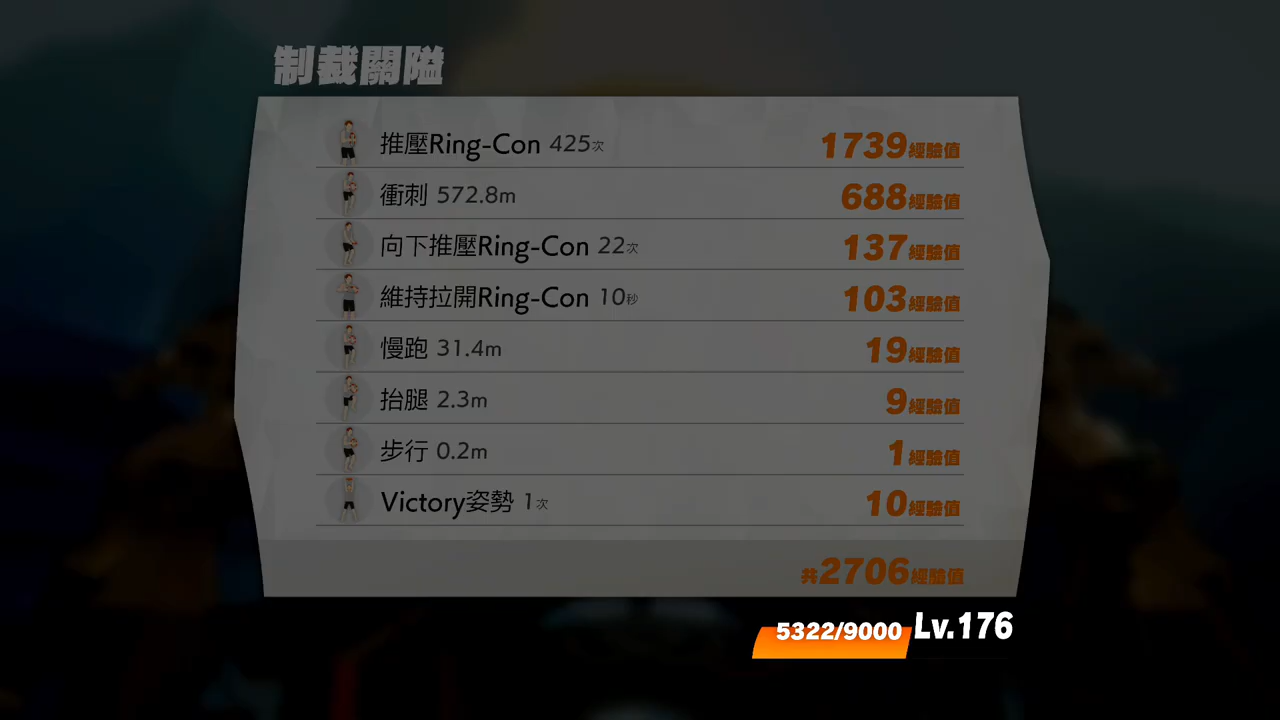 制裁關隘
推壓Ring-Con 425次 1739經驗值
衝刺 572.8m 688經驗值
向下推壓Ring-Con 22次 137經驗值
維持拉開Ring-Con 10秒 103經驗值
慢跑 31.4m 19經驗值
抬腿 2.3m 9經驗值
步行 0.2m 1經驗值
Victory姿勢 1次 10經驗值
共2706經驗值
5322/9000 Lv.176